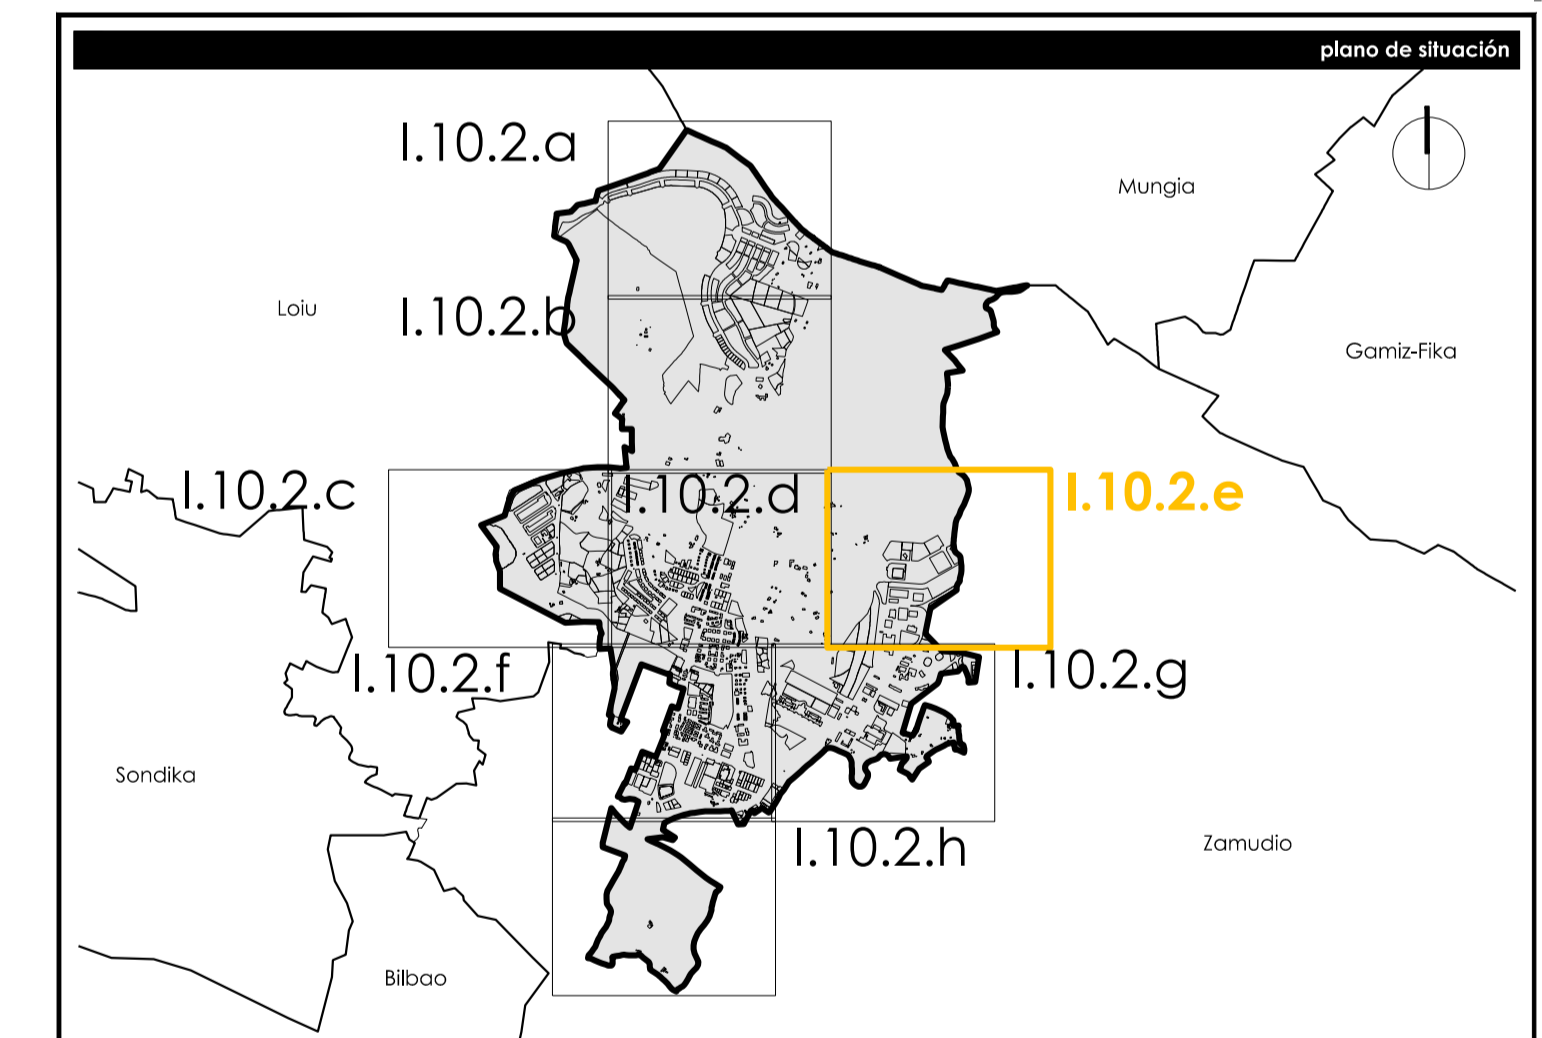 plano de situación
I.10.2.a
Mungia
Loiu
I.10.2.b
Gamiz-Fika
I.10.2.c
I.10.2.d
I.10.2.e
I.10.2.f
I.10.2.g
Sondika
I.10.2.h
Zamudio
Bilbao